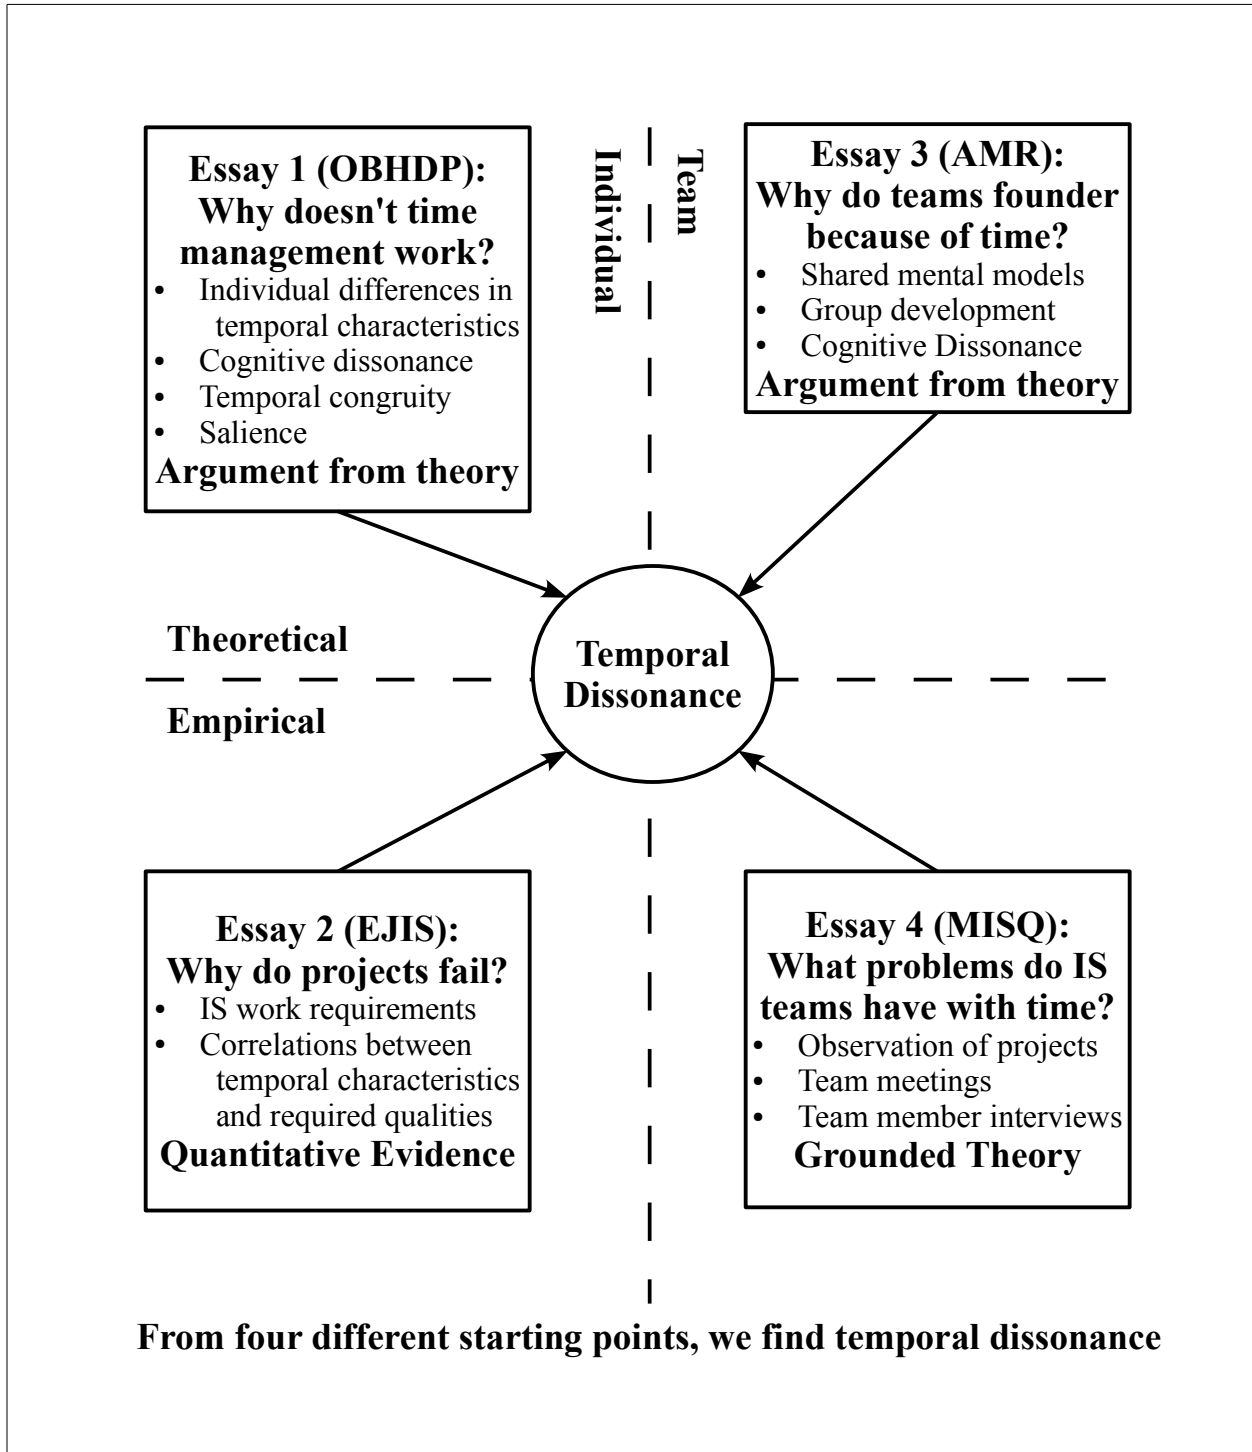 Essay 1 (OBHDP):
Why doesn't time
management work?
• Individual differences in
temporal characteristics
• Cognitive dissonance
• Temporal congruity
• Salience
Argument from theory
Individual
Team
Essay 3 (AMR):
Why do teams founder
because of time?
• Shared mental models
• Group development
• Cognitive Dissonance
Argument from theory
Theoretical
Empirical
Temporal
Dissonance
Essay 2 (EJIS):
Why do projects fail?
• IS work requirements
• Correlations between
temporal characteristics
and required qualities
Quantitative Evidence
Essay 4 (MISQ):
What problems do IS
teams have with time?
• Observation of projects
• Team meetings
• Team member interviews
Grounded Theory
From four different starting points, we find temporal dissonance